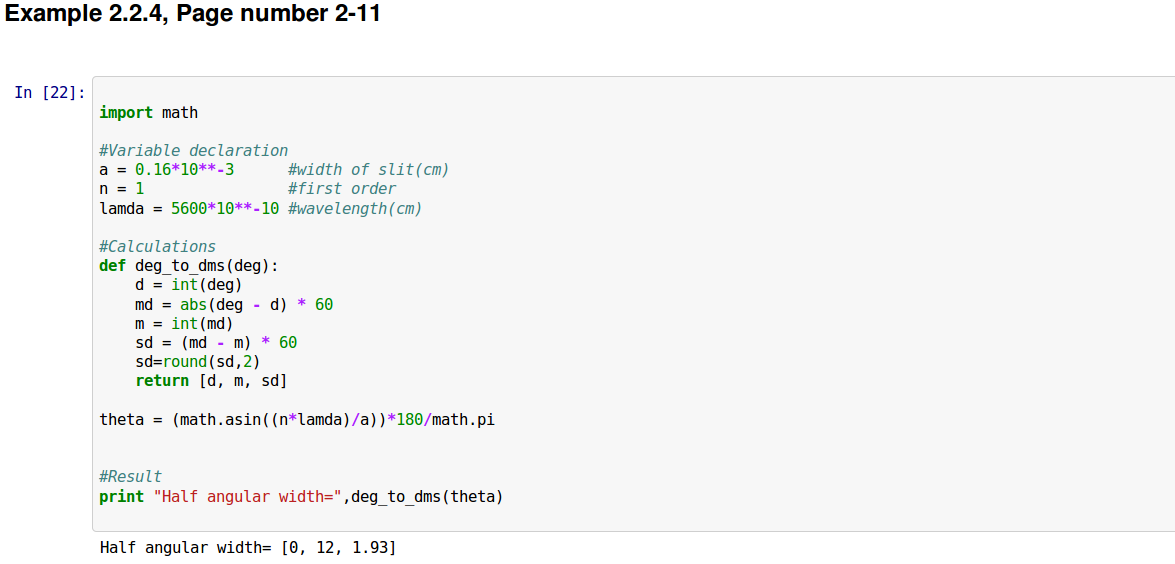 Example 2.2.4, Page number 2-11
In [22]:
import math
#Variable declaration
a = 0.16*10**-3      #width of slit(cm)
n = 1                #first order
lamda = 5600*10**-10 #wavelength(cm)
#Calculations
def deg_to_dms(deg):
    d = int(deg)
    md = abs(deg - d) * 60
    m = int(md)
    sd = (md - m) * 60
    sd=round(sd,2)
    return [d, m, sd]
theta = (math.asin((n*lamda)/a))*180/math.pi
#Result
print "Half angular width=",deg_to_dms(theta)
Half angular width= [0, 12, 1.93]